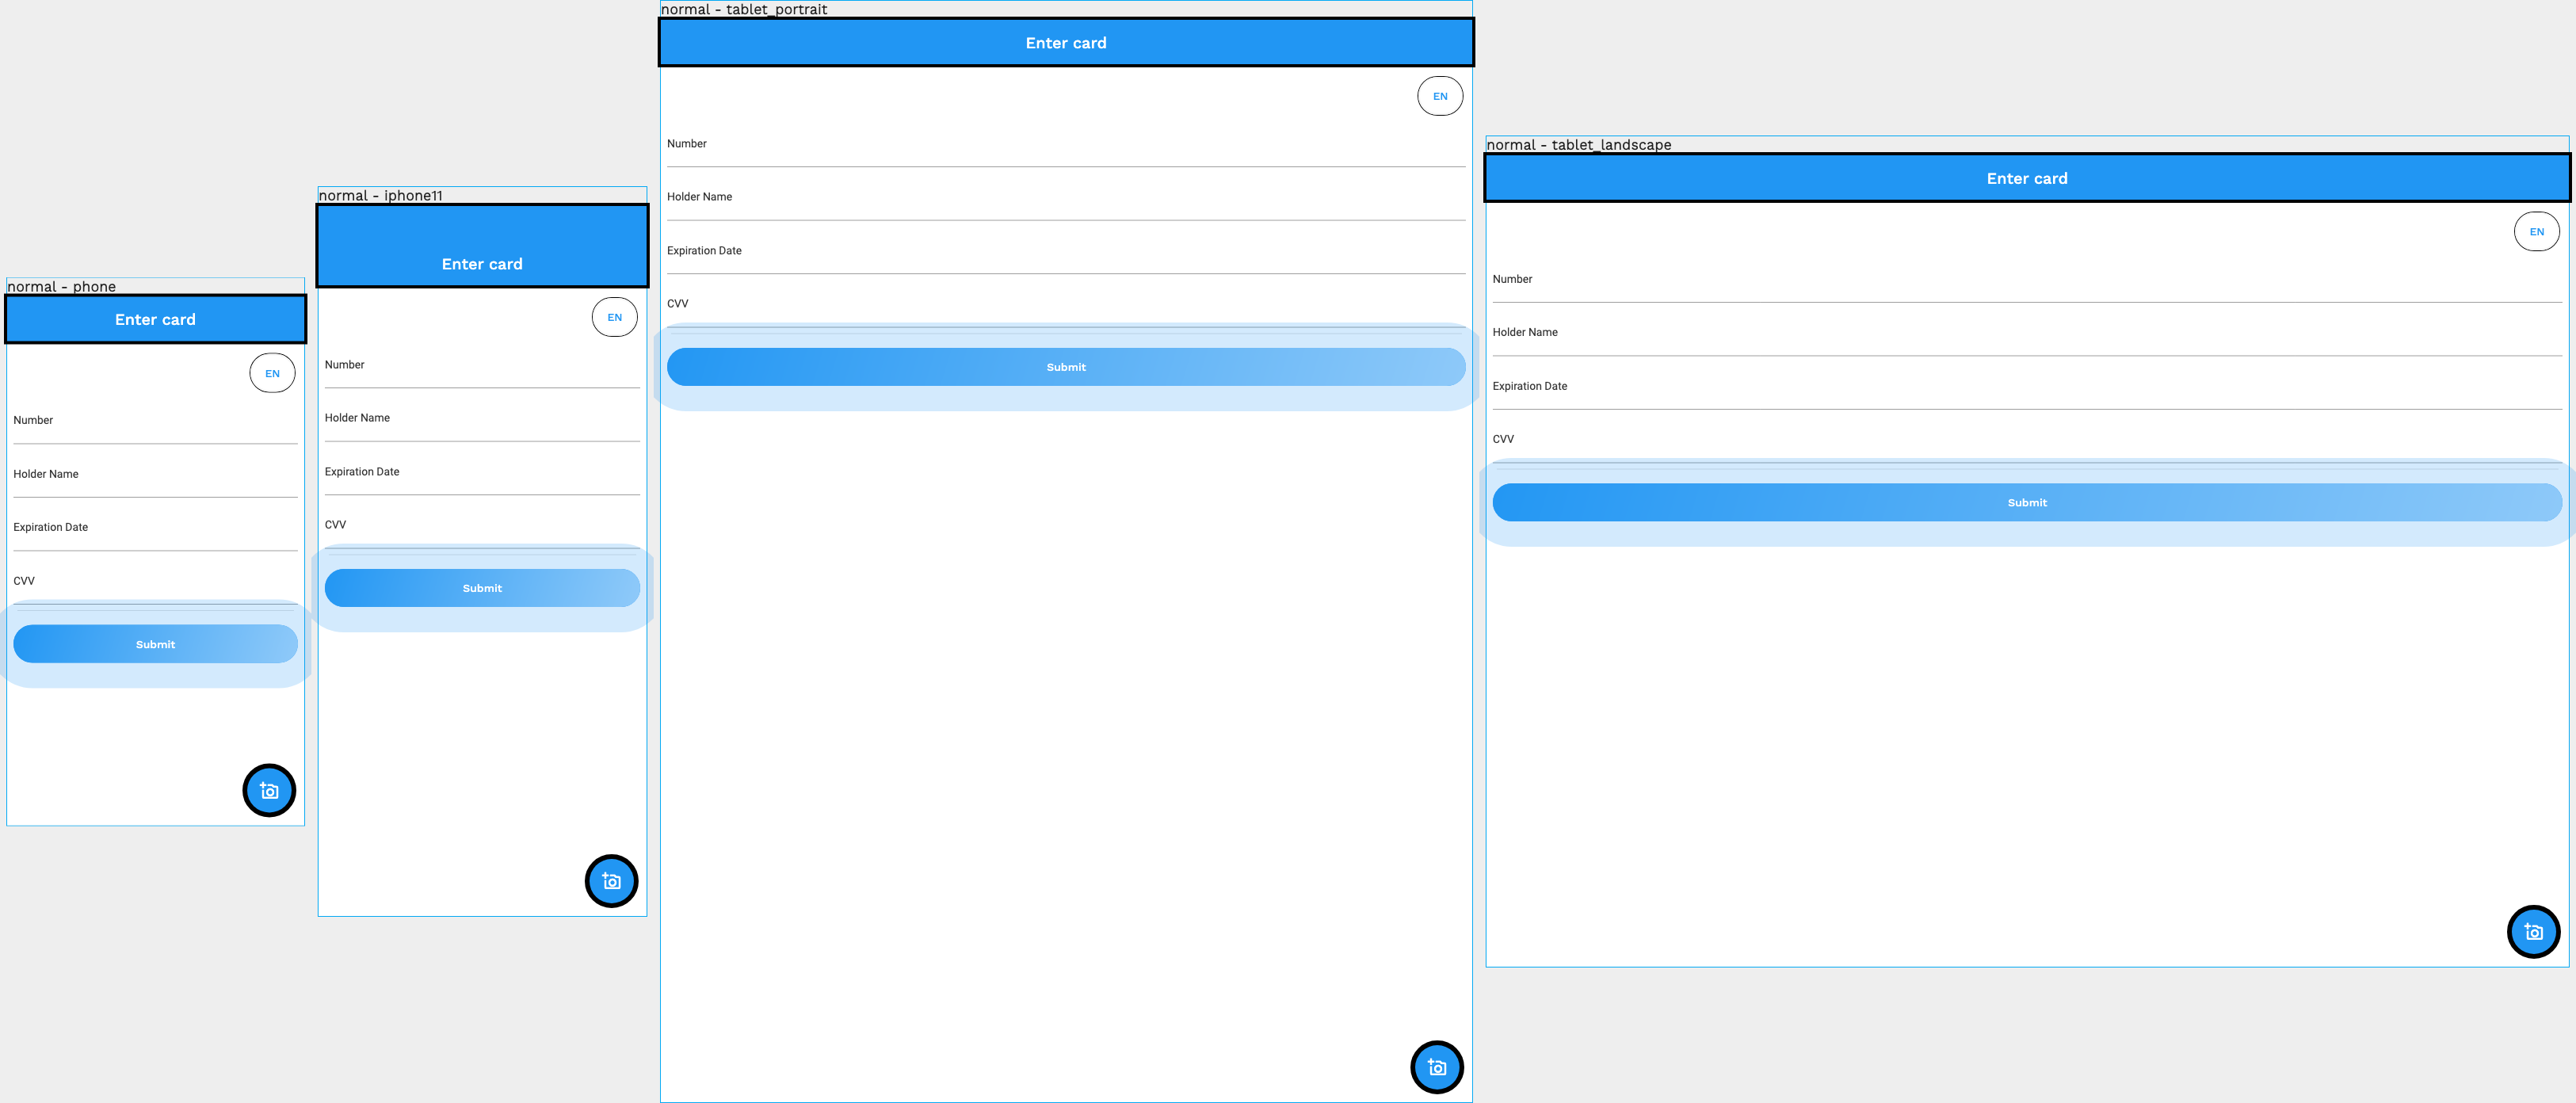 normal - phone
Enter card
EN
Number
Holder Name
Expiration Date
CVV
Submit
normal - iphone11
Enter card
EN
Number
Holder Name
Expiration Date
CVV
Submit
normal - tablet_portrait
Enter card
EN
Number
Holder Name
Expiration Date
CVV
Submit
normal - tablet_landscape
Enter card
EN
Number
Holder Name
Expiration Date
CVV
Submit